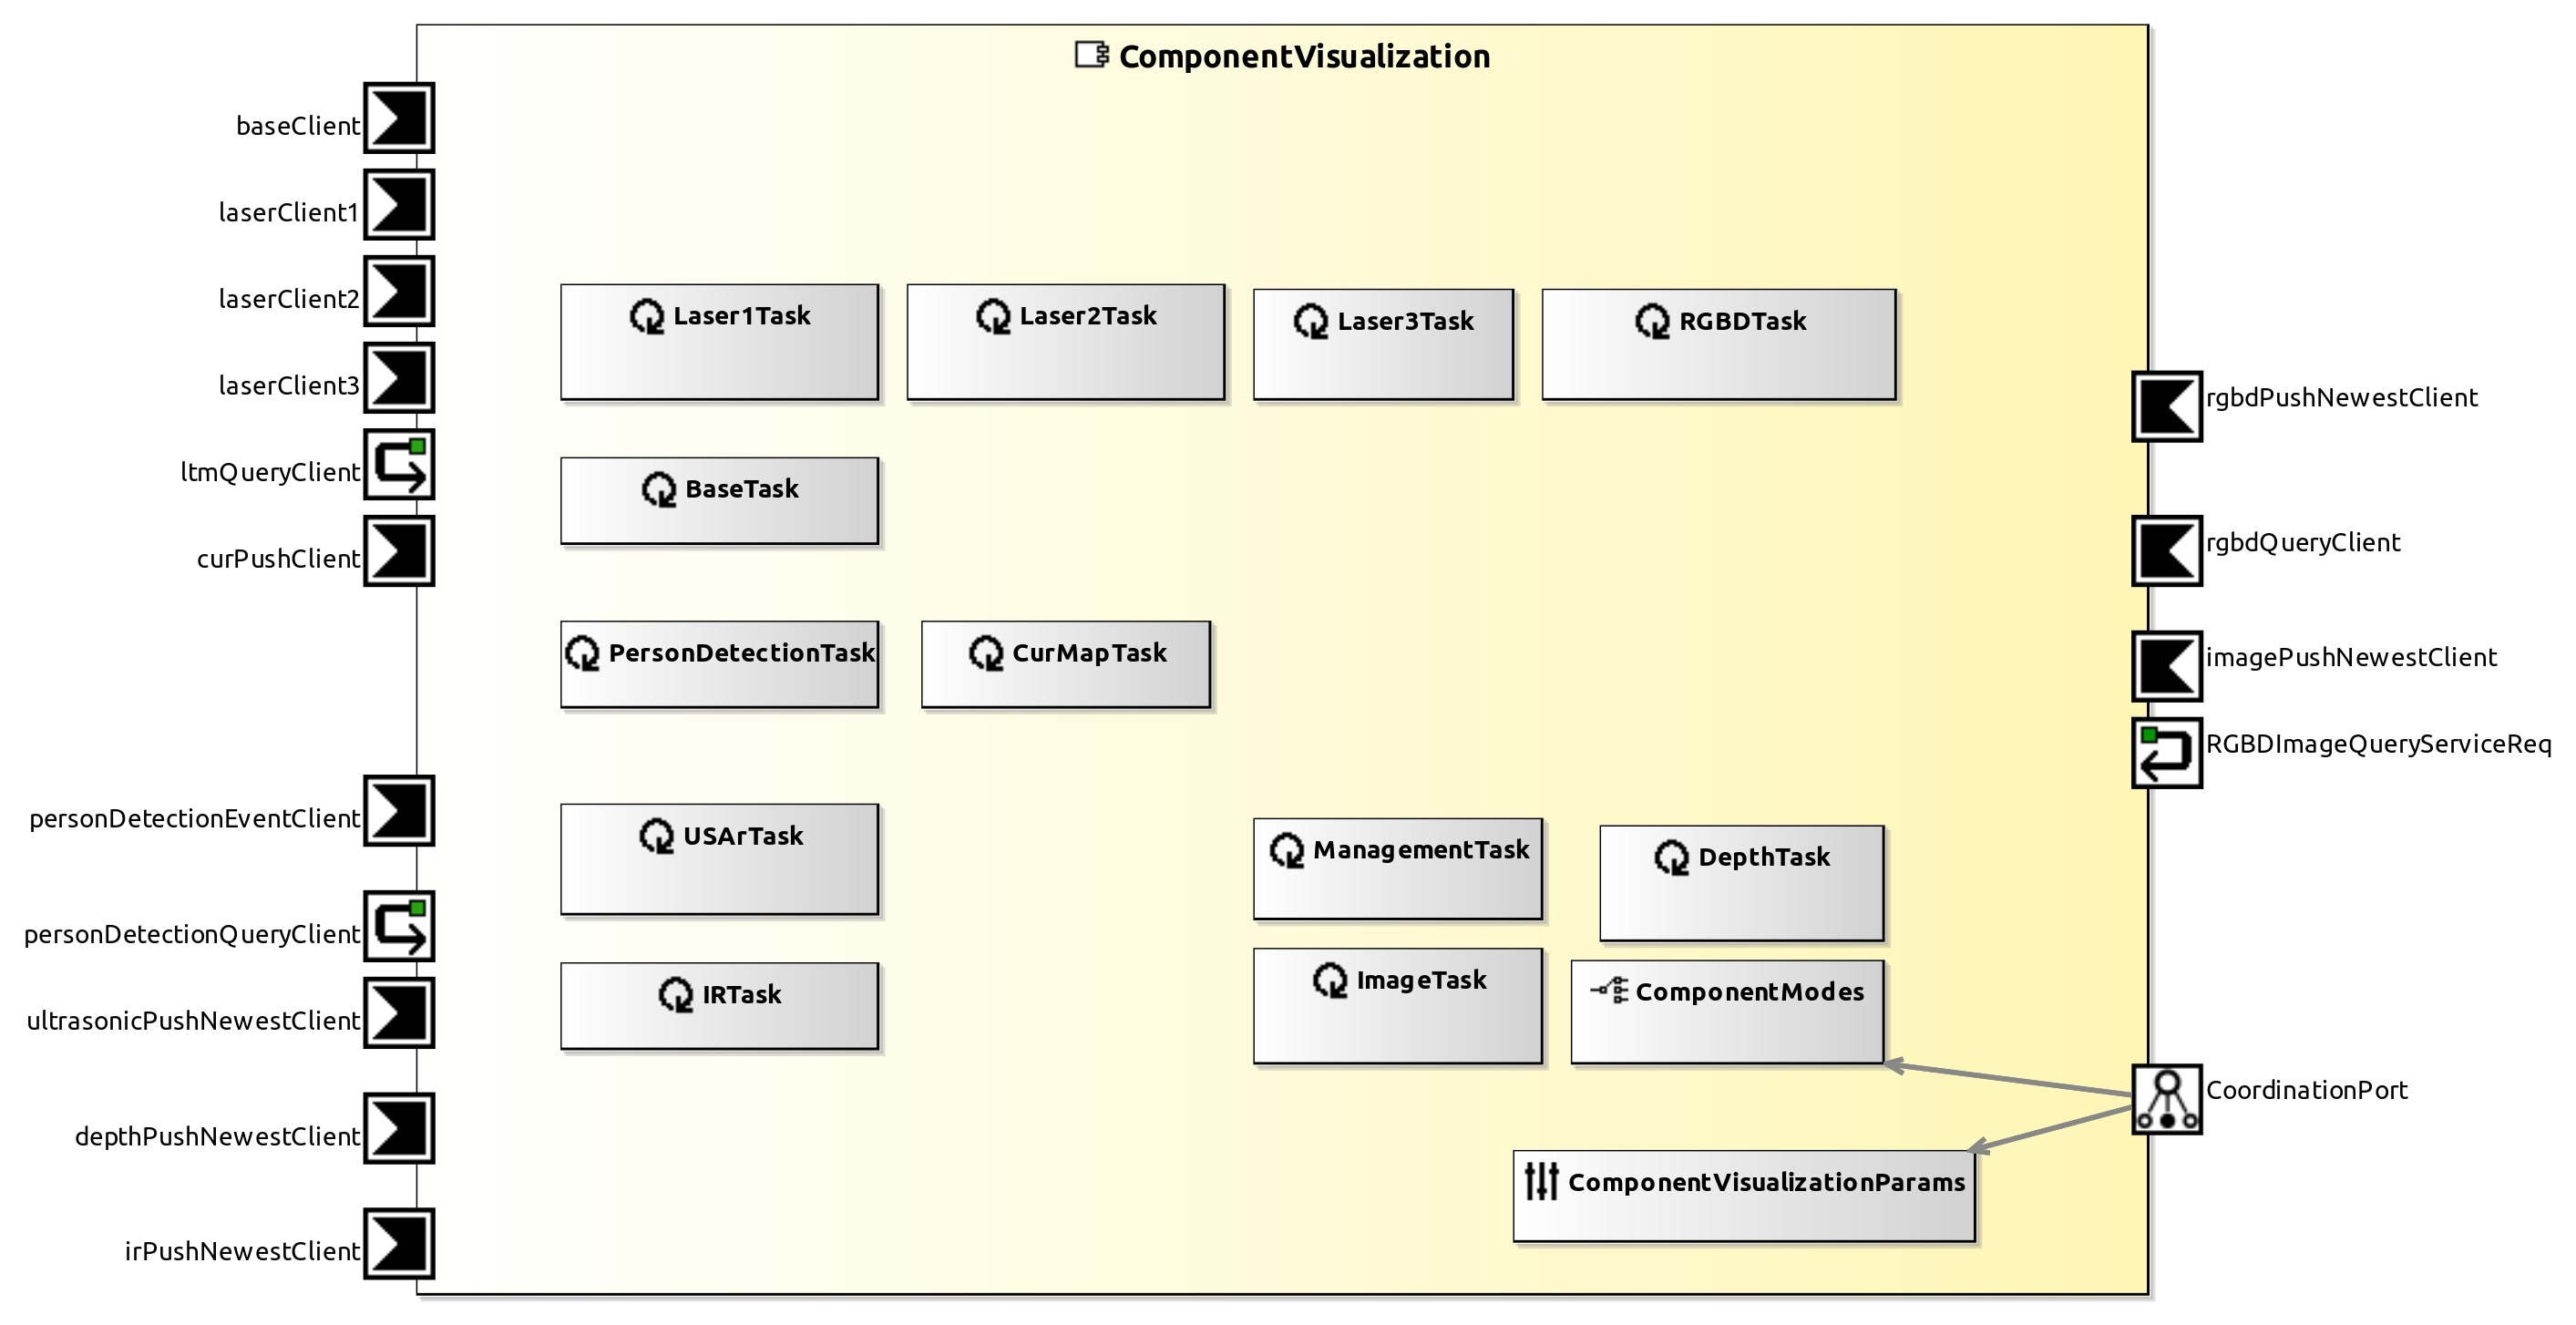 ComponentVisualization
baseClient
laserClient1
laserClient2
laserClient3
ltmQueryClient
curPushClient
personDetectionEventClient
personDetectionQueryClient
ultrasonicPushNewestClient
depthPushNewestClient
irPushNewestClient
Laser1Task
Laser2Task
Laser3Task
RGBDTask
BaseTask
PersonDetectionTask
CurMapTask
USArTask
ManagementTask
DepthTask
IRTask
ImageTask
ComponentModes
ComponentVisualizationParams
rgbdPushNewestClient
rgbdQueryClient
imagePushNewestClient
RGBDImageQueryServiceReq
CoordinationPort